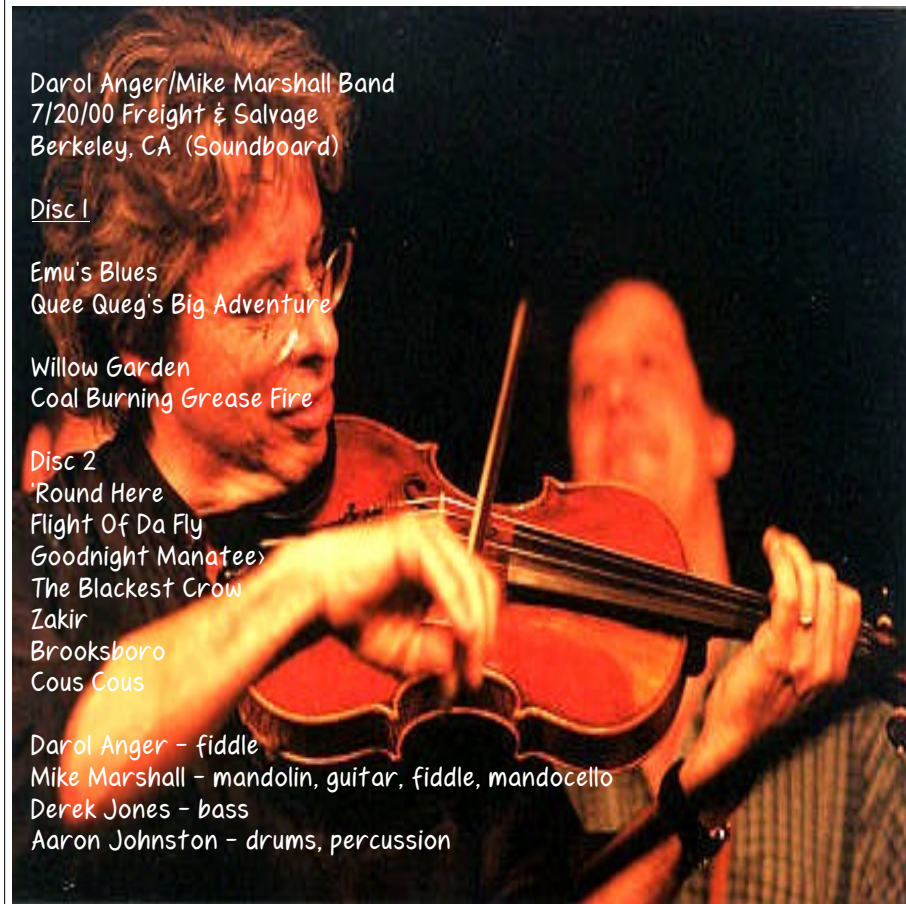 Darol Anger/Mike Marshall Band
7/20/00 Freight & Salvage
Berkeley, CA (Soundboard)
Disc 1
Emu's Blues
Quee Queg's Big Adventure
Willow Garden
Coal Burning Grease Fire
Disc 2
'Round Here
Flight Of Da Fly
Goodnight Manatee>
The Blackest Crow
Zakir
Brooksboro
Cous Cous
Darol Anger - fiddle
Mike Marshall - mandolin, guitar, fiddle, mandocello
Derek Jones - bass
Aaron Johnston - drums, percussion